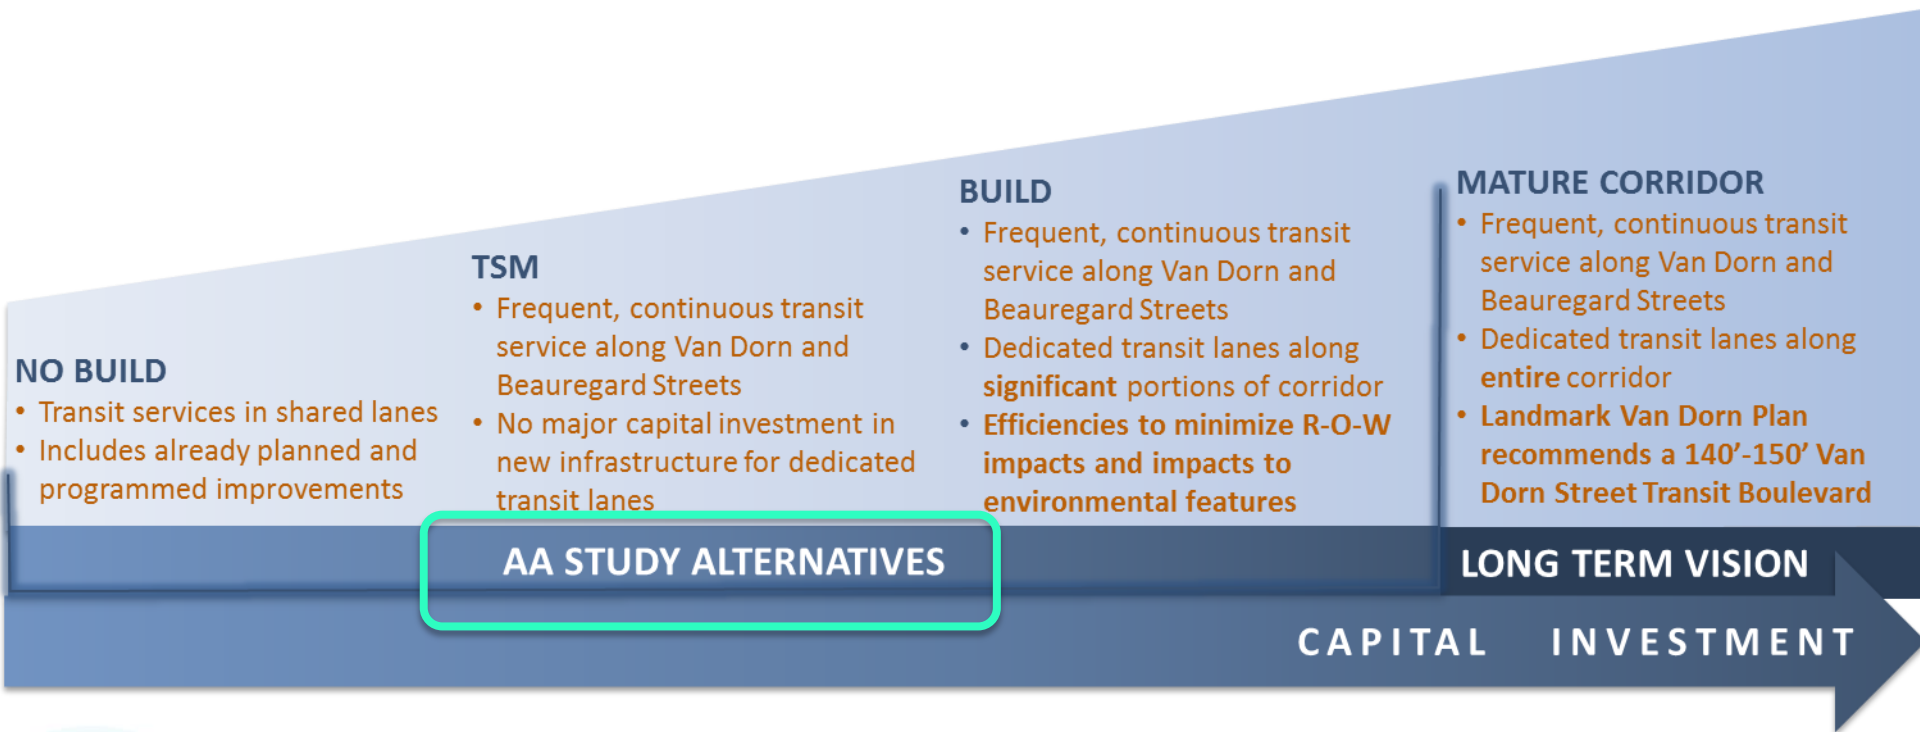 NO BUILD
• Transit services in shared lanes
• Includes already planned and
programmed improvements
TSM
• Frequent, continuous transit
service along Van Dorn and
Beauregard Streets
• No major capital investment in
new infrastructure for dedicated
transit lanes
BUILD
• Frequent, continuous transit
service along Van Dorn and
Beauregard Streets
• Dedicated transit lanes along
significant portions of corridor
• Efficiencies to minimize R-O-W
impacts and impacts to
environmental features
MATURE CORRIDOR
• Frequent, continuous transit
service along Van Dorn and
Beauregard Streets
• Dedicated transit lanes along
entire corridor
• Landmark Van Dorn Plan
recommends a 140’-150’ Van
Dorn Street Transit Boulevard
AA STUDY ALTERNATIVES
LONG TERM VISION
CAPITAL INVESTMENT